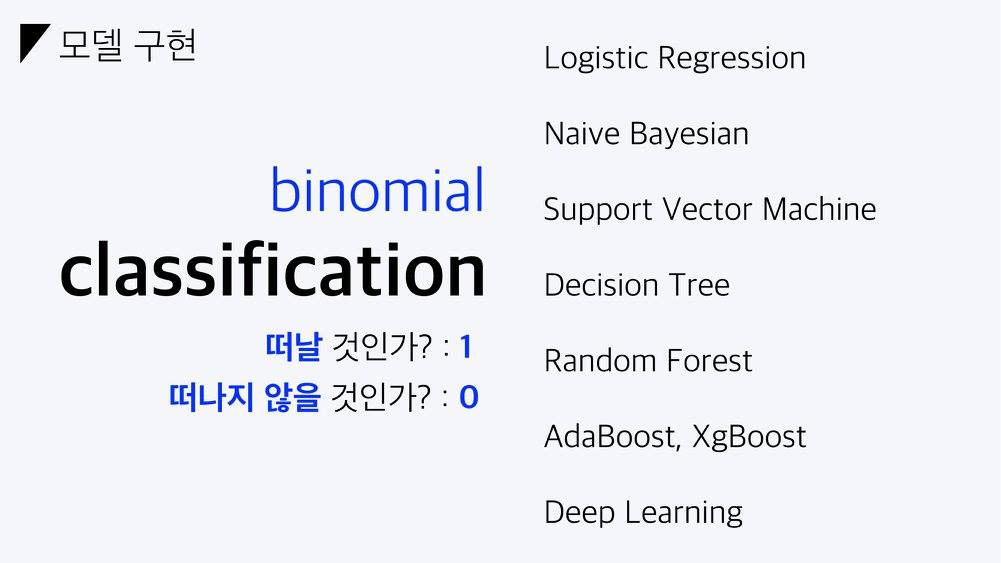 모델 구현
binomial
classification
떠날 것인가? : 1
떠나지 않을 것인가? : 0
Logistic Regression
Naive Bayesian
Support Vector Machine
Decision Tree
Random Forest
AdaBoost, XgBoost
Deep Learning